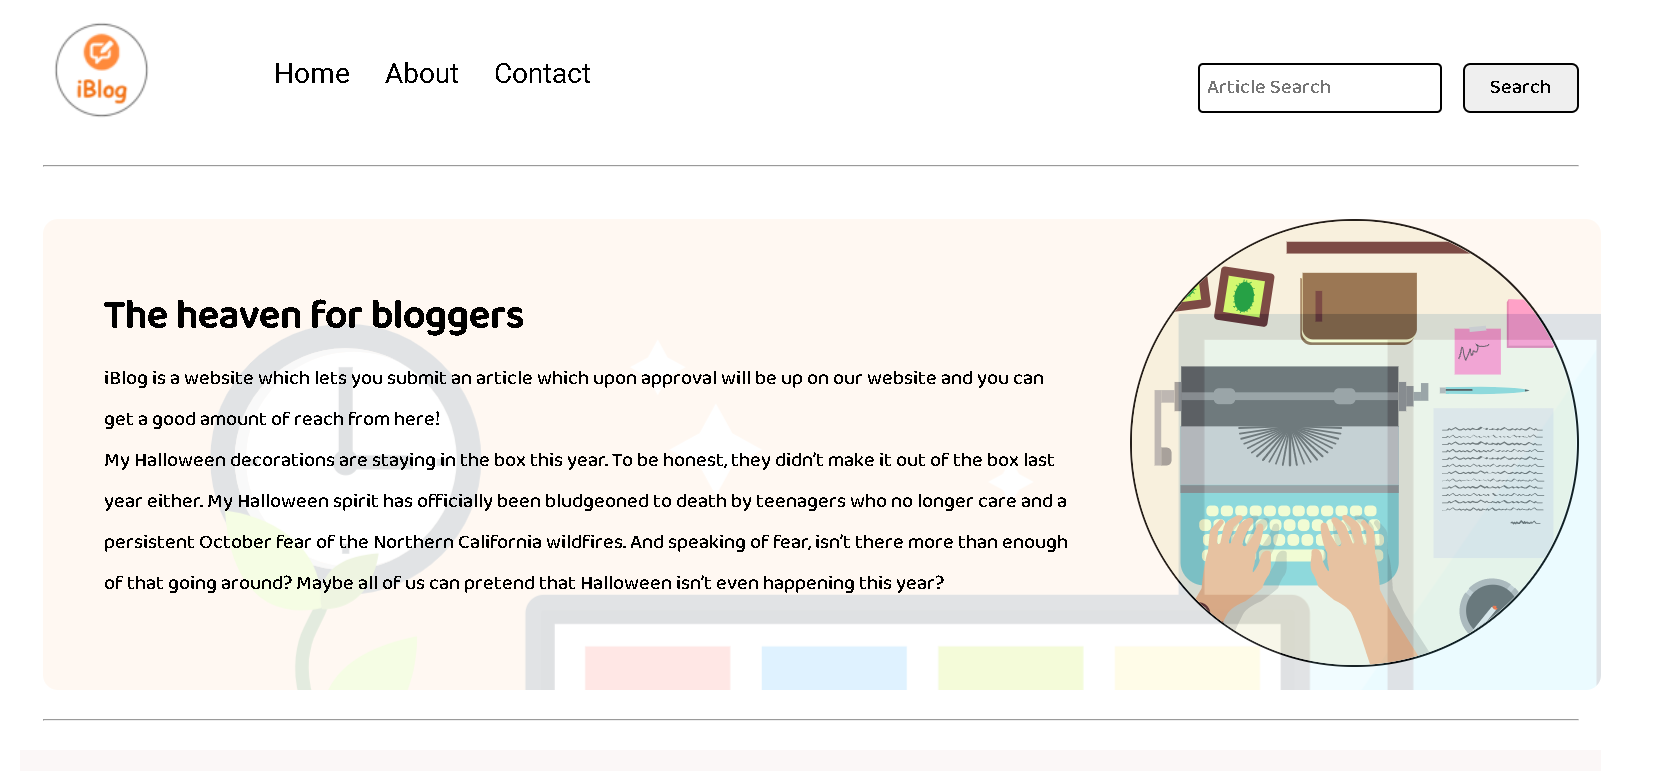 iBlog
Home About Contact
Article Search Search
The heaven for bloggers
iBlog is a website which lets you submit an article which upon approval will be up on our website and you can
get a good amount of reach from here!
My Halloween decorations are staying in the box this year. To be honest, they didn’t make it out of the box last
year either. My Halloween spirit has officially been bludgeoned to death by teenagers who no longer care and a
persistent October fear of the Northern California wildfires. And speaking of fear, isn’t there more than enough
of that going around? Maybe all of us can pretend that Halloween isn’t even happening this year?